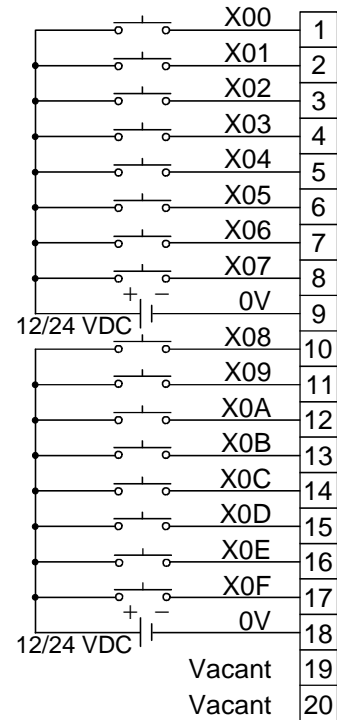 X00 1
X01 2
X02 3
X03 4
X04 5
X05 6
X06 7
X07 8
+ − 0V 9
12/24 VDC
X08 10
X09 11
X0A 12
X0B 13
X0C 14
X0D 15
X0E 16
X0F 17
+ − 0V 18
12/24 VDC
Vacant 19
Vacant 20